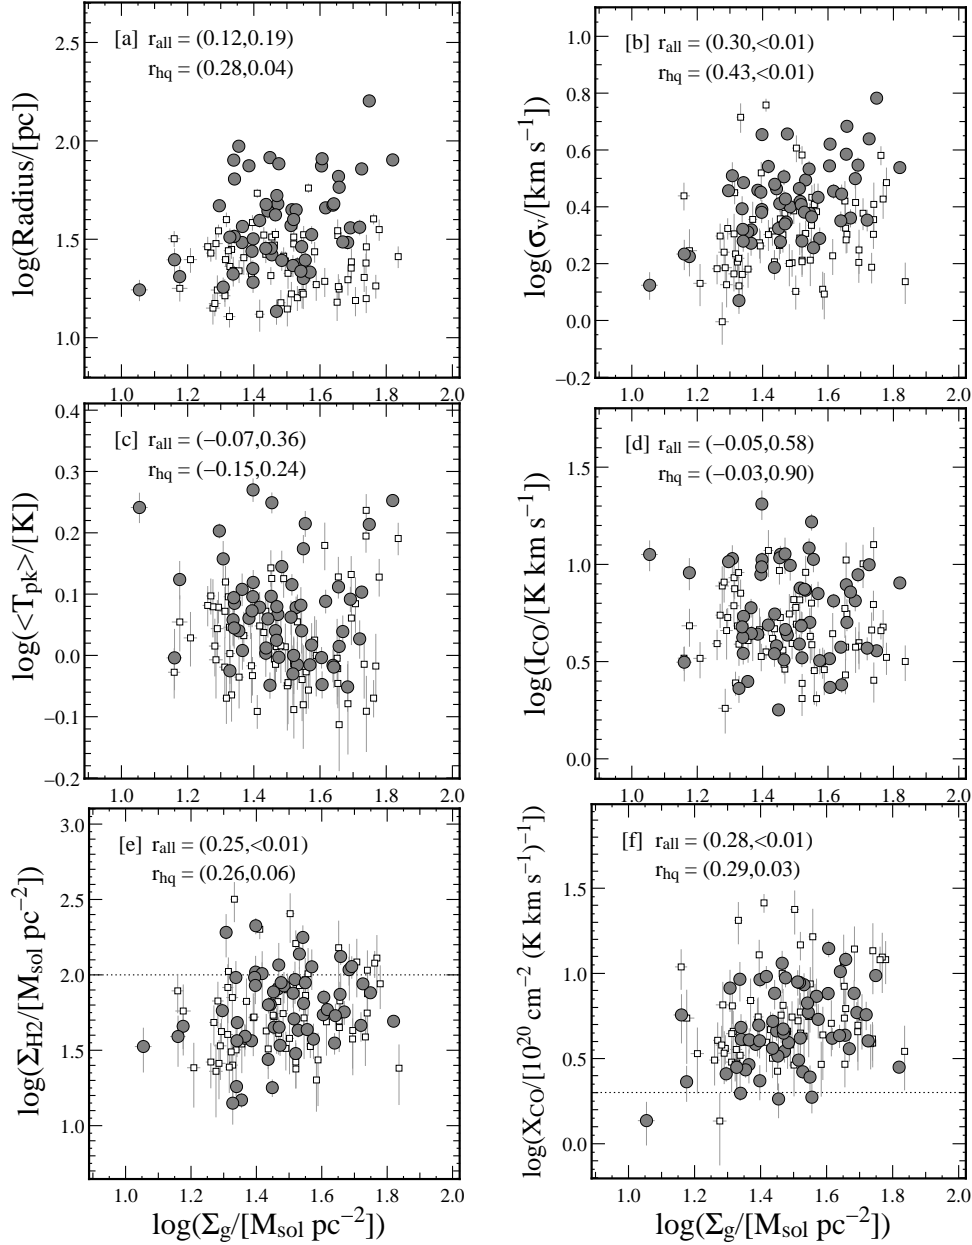 [a] r_all = (0.12,0.19)
r_hq = (0.28,0.04)
log(Radius/[pc])
2.5
2.0
1.5
1.0
1.0 1.2 1.4 1.6 1.8 2.0
[b] r_all = (0.30,<0.01)
r_hq = (0.43,<0.01)
log(σ_v/[km s⁻¹])
1.0
0.8
0.6
0.4
0.2
0.0
−0.2
1.0 1.2 1.4 1.6 1.8 2.0
[c] r_all = (−0.07,0.36)
r_hq = (−0.15,0.24)
log(<T_pk>/[K])
0.4
0.3
0.2
0.1
0.0
−0.1
−0.2
1.0 1.2 1.4 1.6 1.8 2.0
[d] r_all = (−0.05,0.58)
r_hq = (−0.03,0.90)
log(I_CO/[K km s⁻¹])
1.5
1.0
0.5
0.0
1.0 1.2 1.4 1.6 1.8 2.0
[e] r_all = (0.25,<0.01)
r_hq = (0.26,0.06)
log(Σ_H2/[M_sol pc⁻²])
3.0
2.5
2.0
1.5
1.0
1.0 1.2 1.4 1.6 1.8 2.0
log(Σ_g/[M_sol pc⁻²])
[f] r_all = (0.28,<0.01)
r_hq = (0.29,0.03)
log(X_CO/[10²⁰ cm⁻² (K km s⁻¹)⁻¹])
1.5
1.0
0.5
0.0
1.0 1.2 1.4 1.6 1.8 2.0
log(Σ_g/[M_sol pc⁻²])